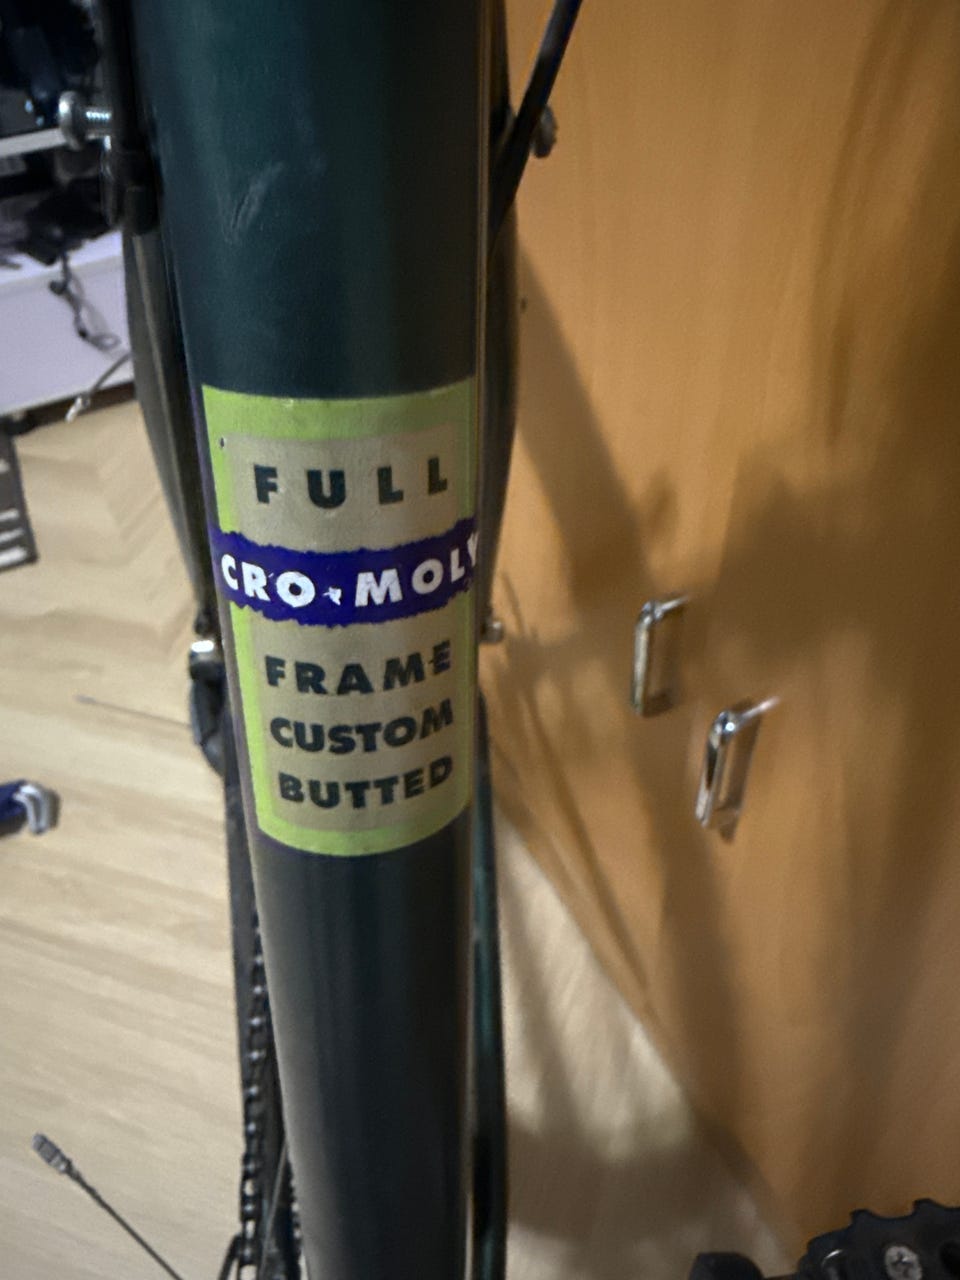 FULL
CRO-MOLY
FRAME
CUSTOM
BUTTED